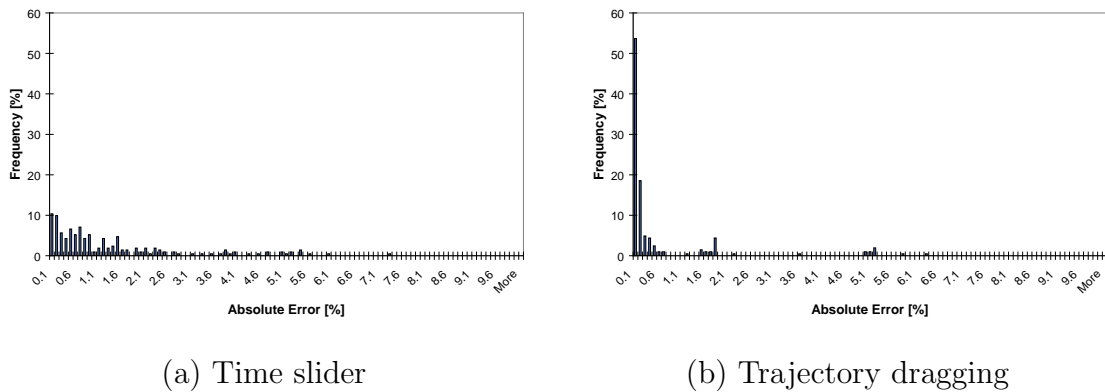 60
50
40
30
20
10
0
Frequency [%]
0.1 0.6 1.1 1.6 2.1 2.6 3.1 3.6 4.1 4.6 5.1 5.6 6.1 6.6 7.1 7.6 8.1 8.6 9.1 9.6 More
Absolute Error [%]
(a) Time slider
60
50
40
30
20
10
0
Frequency [%]
0.1 0.6 1.1 1.6 2.1 2.6 3.1 3.6 4.1 4.6 5.1 5.6 6.1 6.6 7.1 7.6 8.1 8.6 9.1 9.6 More
Absolute Error [%]
(b) Trajectory dragging